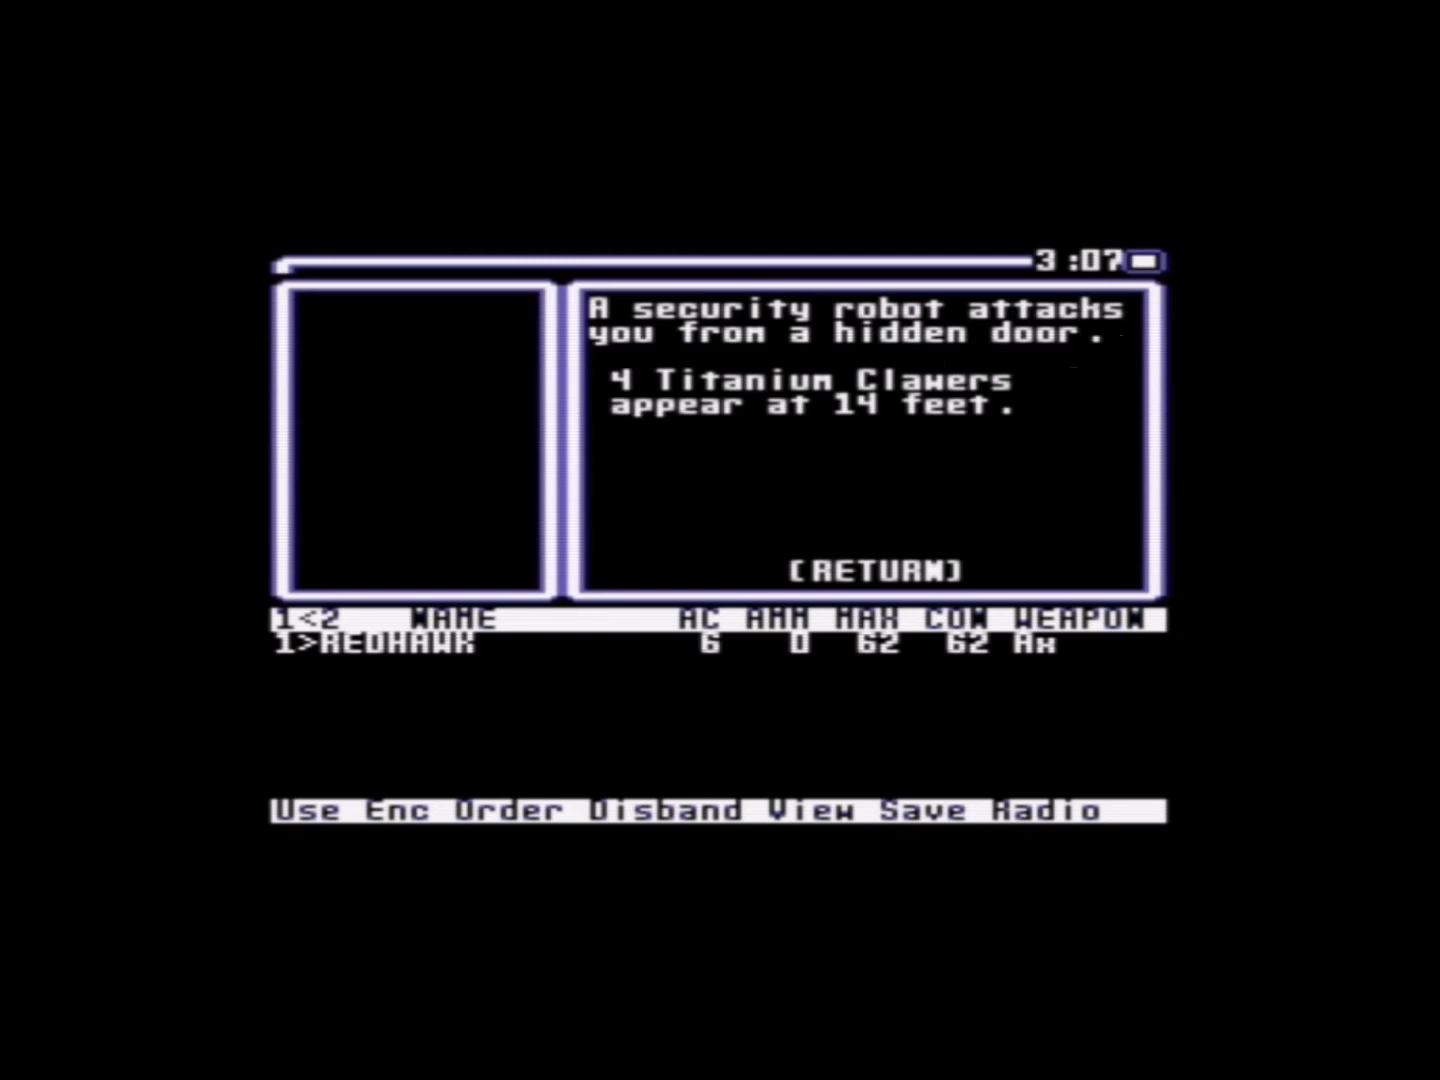 3:07
A security robot attacks
you from a hidden door.
4 Titanium Clawers
appear at 14 feet.
(RETURN)
1<2 NAME AC AMM MAX CON WEAPON
1>REDHAWK 6 0 62 62 Ax
Use Enc Order Disband View Save Radio